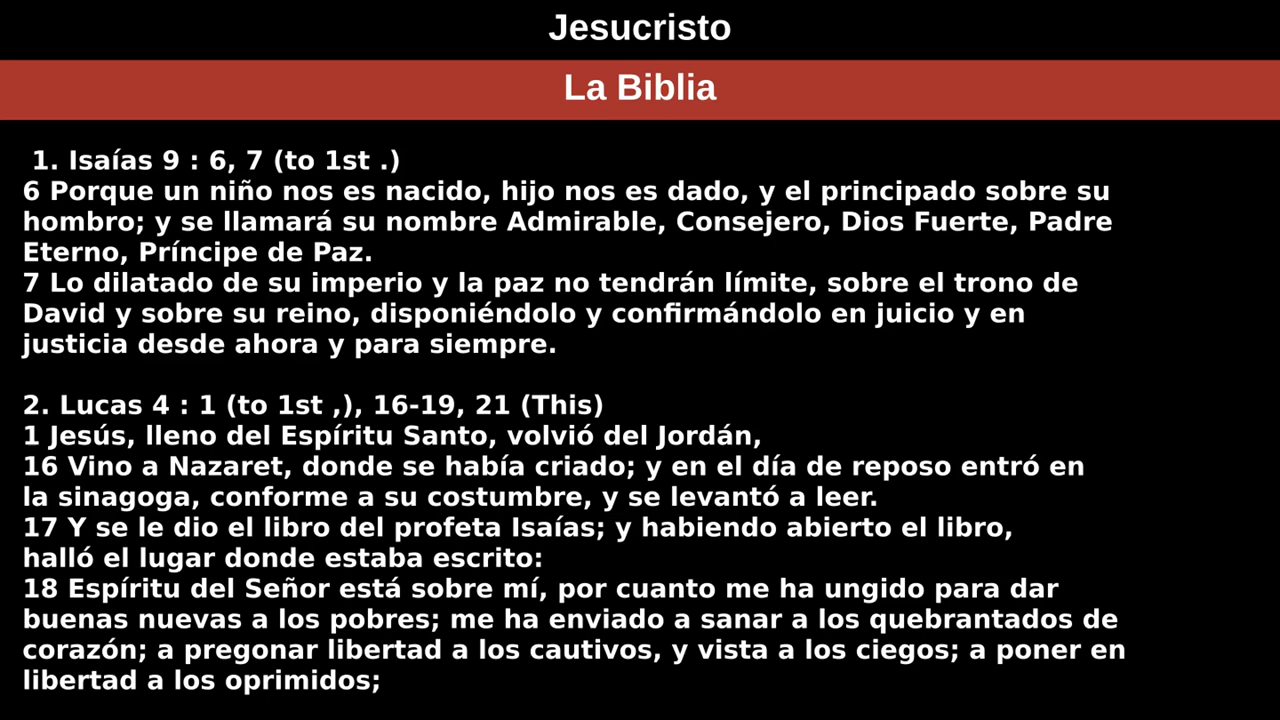 Jesucristo
La Biblia
1. Isaías 9 : 6, 7 (to 1st .)
6 Porque un niño nos es nacido, hijo nos es dado, y el principado sobre su
hombro; y se llamará su nombre Admirable, Consejero, Dios Fuerte, Padre
Eterno, Príncipe de Paz.
7 Lo dilatado de su imperio y la paz no tendrán límite, sobre el trono de
David y sobre su reino, disponiéndolo y confirmándolo en juicio y en
justicia desde ahora y para siempre.
2. Lucas 4 : 1 (to 1st ,), 16-19, 21 (This)
1 Jesús, lleno del Espíritu Santo, volvió del Jordán,
16 Vino a Nazaret, donde se había criado; y en el día de reposo entró en
la sinagoga, conforme a su costumbre, y se levantó a leer.
17 Y se le dio el libro del profeta Isaías; y habiendo abierto el libro,
halló el lugar donde estaba escrito:
18 Espíritu del Señor está sobre mí, por cuanto me ha ungido para dar
buenas nuevas a los pobres; me ha enviado a sanar a los quebrantados de
corazón; a pregonar libertad a los cautivos, y vista a los ciegos; a poner en
libertad a los oprimidos;